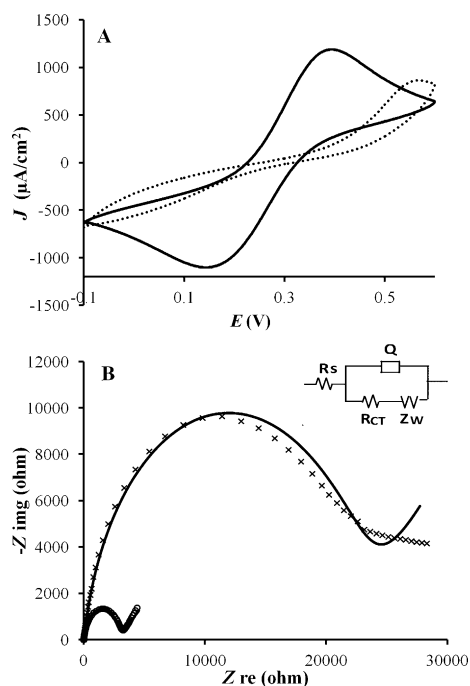 A
1500
1000
500
0
-500
-1000
-1500
J (µA/cm²)
-0.1 0.1 0.3 0.5
E (V)
B
12000
10000
8000
6000
4000
2000
0
-Z img (ohm)
Rs
Q
RCT ZW
0 10000 20000 30000
Z re (ohm)